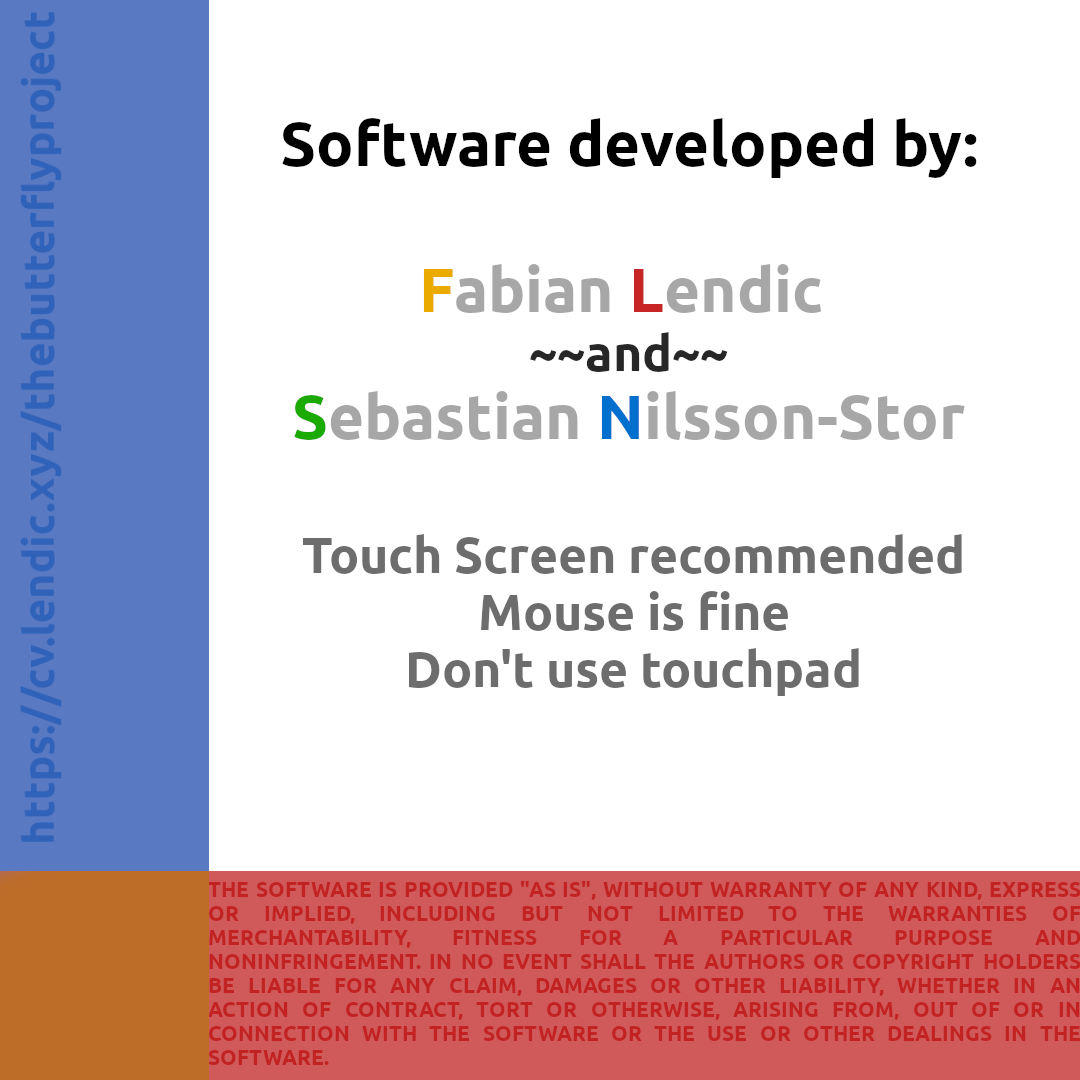 https://cv.lendic.xyz/thebutterflyproject
Software developed by:
Fabian Lendic
~~and~~
Sebastian Nilsson-Stor
Touch Screen recommended
Mouse is fine
Don't use touchpad
THE SOFTWARE IS PROVIDED "AS IS", WITHOUT WARRANTY OF ANY KIND, EXPRESS
OR IMPLIED, INCLUDING BUT NOT LIMITED TO THE WARRANTIES OF
MERCHANTABILITY, FITNESS FOR A PARTICULAR PURPOSE AND
NONINFRINGEMENT. IN NO EVENT SHALL THE AUTHORS OR COPYRIGHT HOLDERS
BE LIABLE FOR ANY CLAIM, DAMAGES OR OTHER LIABILITY, WHETHER IN AN
ACTION OF CONTRACT, TORT OR OTHERWISE, ARISING FROM, OUT OF OR IN
CONNECTION WITH THE SOFTWARE OR THE USE OR OTHER DEALINGS IN THE
SOFTWARE.